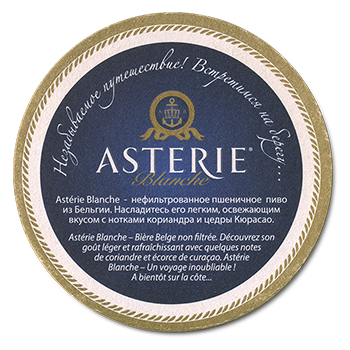 Незабываемое путешествие! Встретимся на берегу...
ASTERIE®
Blanche
Astérie Blanche - нефильтрованное пшеничное пиво
из Бельгии. Насладитесь его легким, освежающим
вкусом с нотками кориандра и цедры Корасао.
Astérie Blanche – Bière Belge non filtrée. Découvrez son
goût léger et rafraîchissant avec quelques notes
de coriandre et écorce de curaçao. Astérie
Blanche – Un voyage inoubliable !
A bientôt sur la côte...